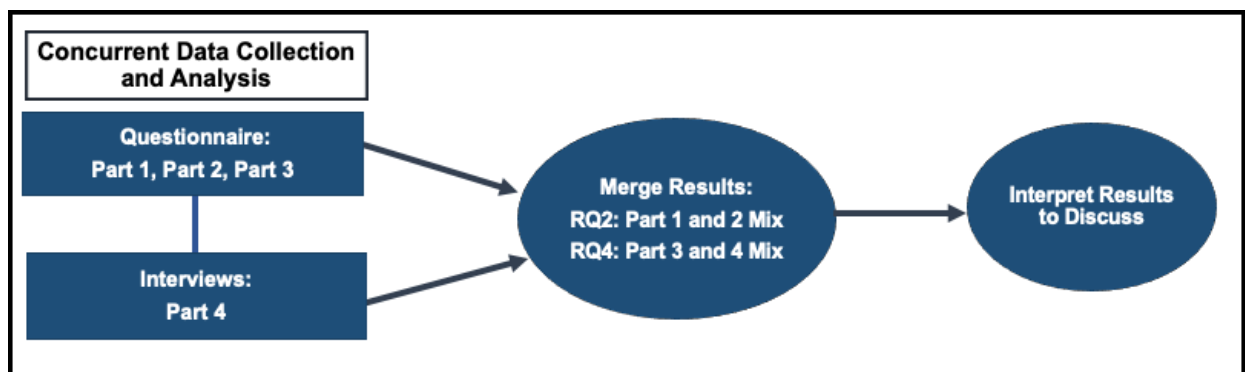 Concurrent Data Collection
and Analysis
Questionnaire:
Part 1, Part 2, Part 3
Interviews:
Part 4
Merge Results:
RQ2: Part 1 and 2 Mix
RQ4: Part 3 and 4 Mix
Interpret Results
to Discuss